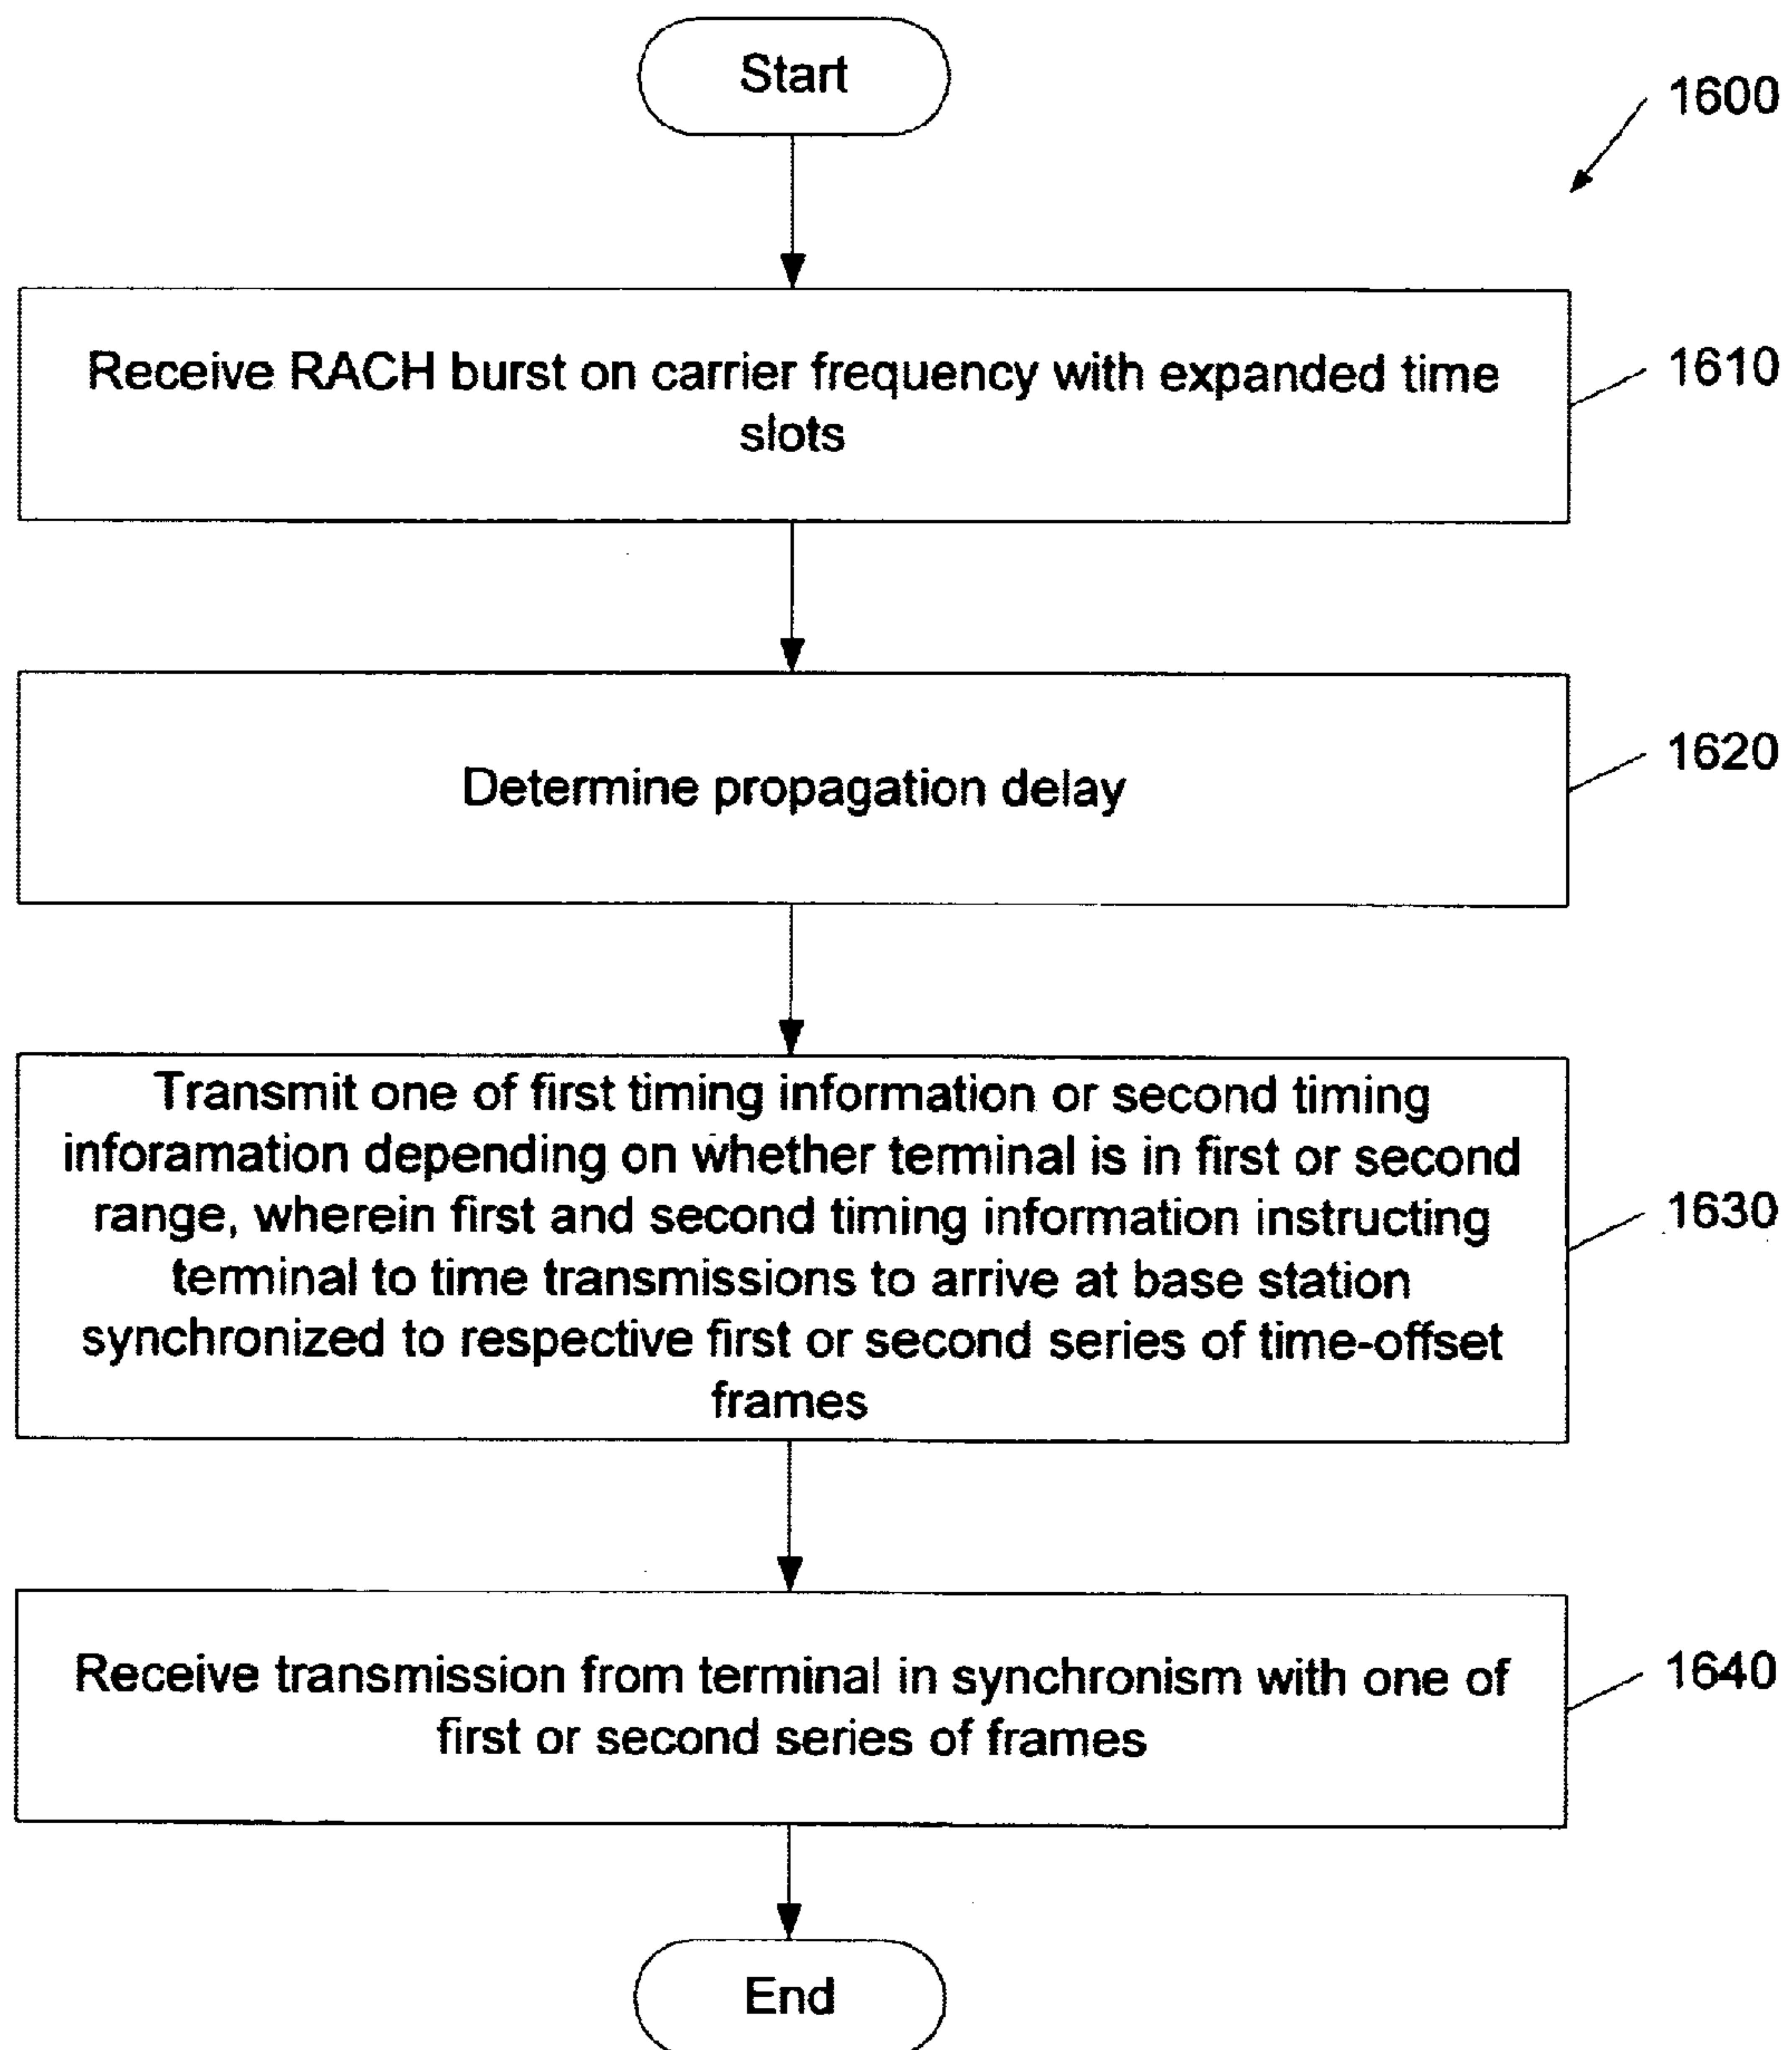 Start
1600
Receive RACH burst on carrier frequency with expanded time
slots
1610
Determine propagation delay
1620
Transmit one of first timing information or second timing
inforamation depending on whether terminal is in first or second
range, wherein first and second timing information instructing
terminal to time transmissions to arrive at base station
synchronized to respective first or second series of time-offset
frames
1630
Receive transmission from terminal in synchronism with one of
first or second series of frames
1640
End